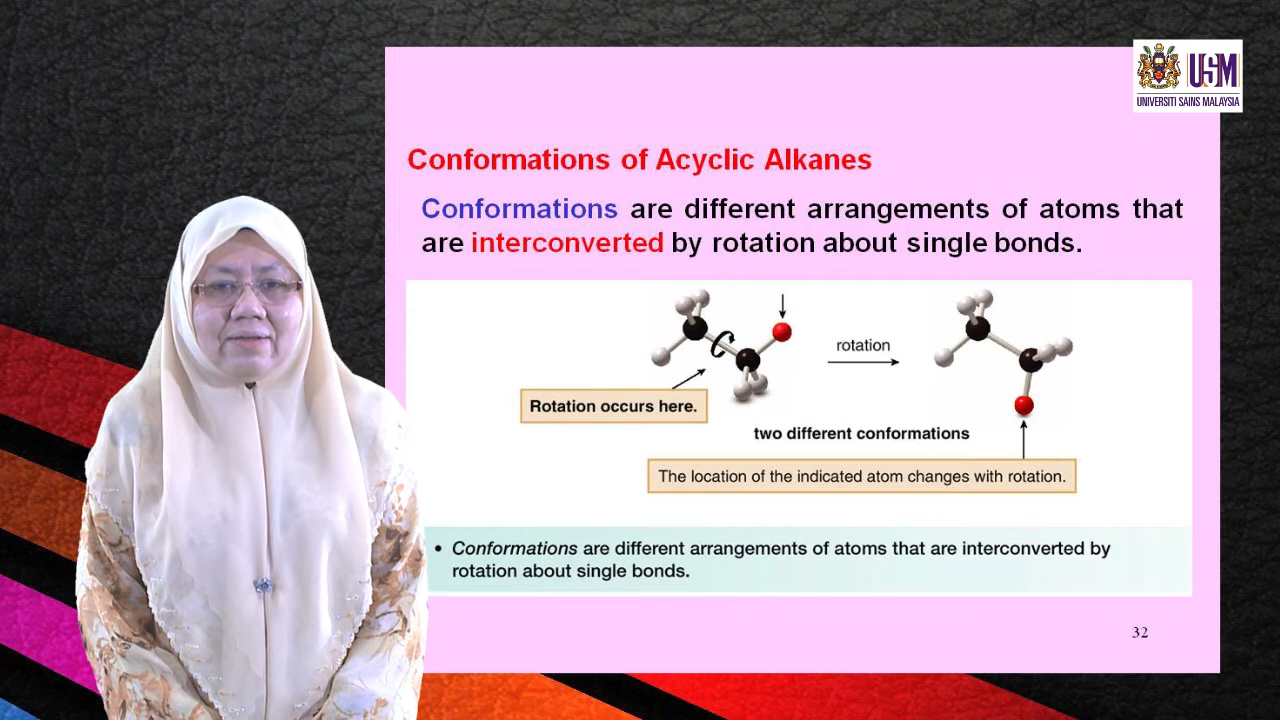 USM
UNIVERSITI SAINS MALAYSIA
Conformations of Acyclic Alkanes
Conformations are different arrangements of atoms that
are interconverted by rotation about single bonds.
rotation
Rotation occurs here.
two different conformations
The location of the indicated atom changes with rotation.
• Conformations are different arrangements of atoms that are interconverted by
rotation about single bonds.
32